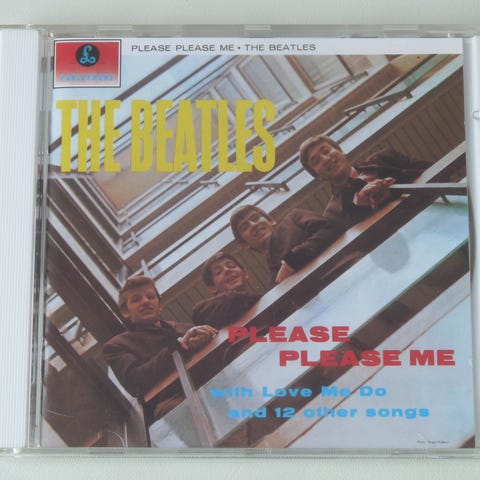 PLEASE PLEASE ME • THE BEATLES
PARLOPHONE
THE BEATLES
PLEASE
PLEASE ME
with Love Me Do
and 12 other songs